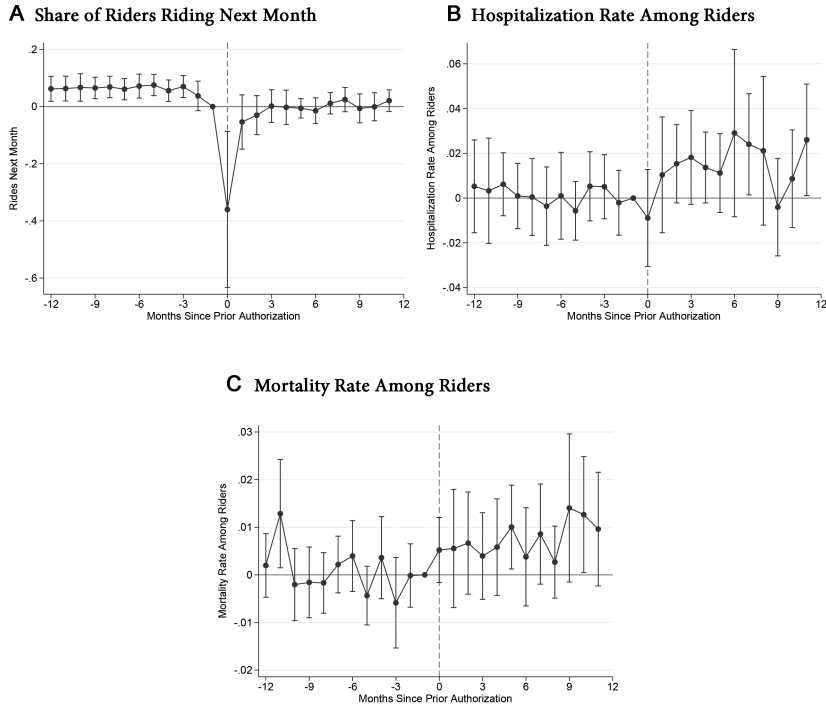 A Share of Riders Riding Next Month
.2
0
-.2
-.4
-.6
Rides Next Month
-12 -9 -6 -3 0 3 6 9 12
Months Since Prior Authorization
B Hospitalization Rate Among Riders
.06
.04
.02
0
-.02
-.04
Hospitalization Rate Among Riders
-12 -9 -6 -3 0 3 6 9 12
Months Since Prior Authorization
C Mortality Rate Among Riders
.03
.02
.01
0
-.01
-.02
Mortality Rate Among Riders
-12 -9 -6 -3 0 3 6 9 12
Months Since Prior Authorization